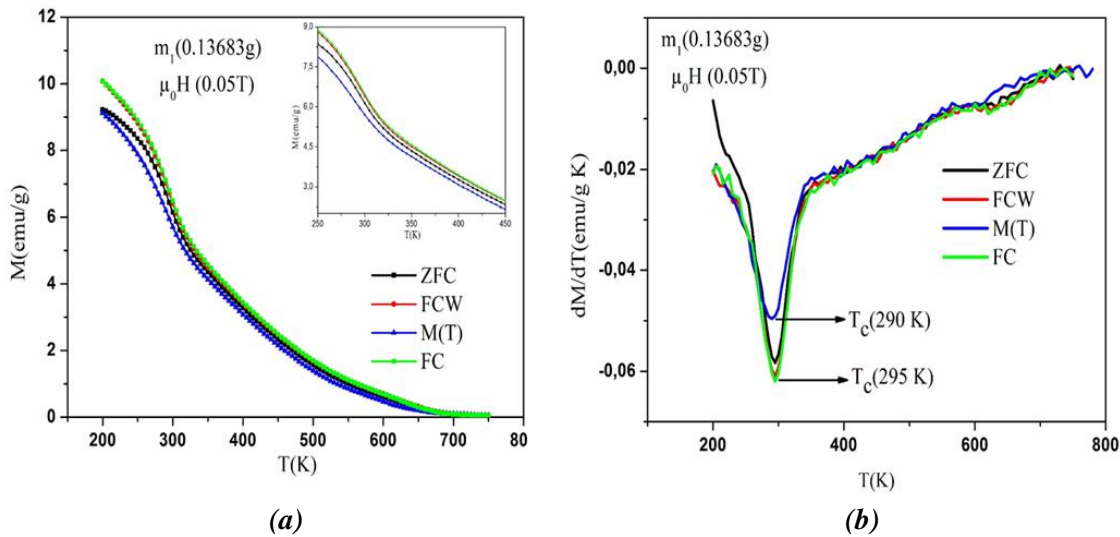 12
10
8
6
4
2
0
M(emu/g)
m₁(0.13683g)
μ₀H (0.05T)
9,0
7,5
6,0
4,5
3,0
M(emu/g)
250 300 350 400 450
T(K)
ZFC
FCW
M(T)
FC
200 300 400 500 600 700 80
T(K)
(a)
m₁(0.13683g)
μ₀H (0.05T)
0,00
-0,02
-0,04
-0,06
dM/dT(emu/g K)
ZFC
FCW
M(T)
FC
T_C(290 K)
T_C(295 K)
200 400 600 800
T(K)
(b)